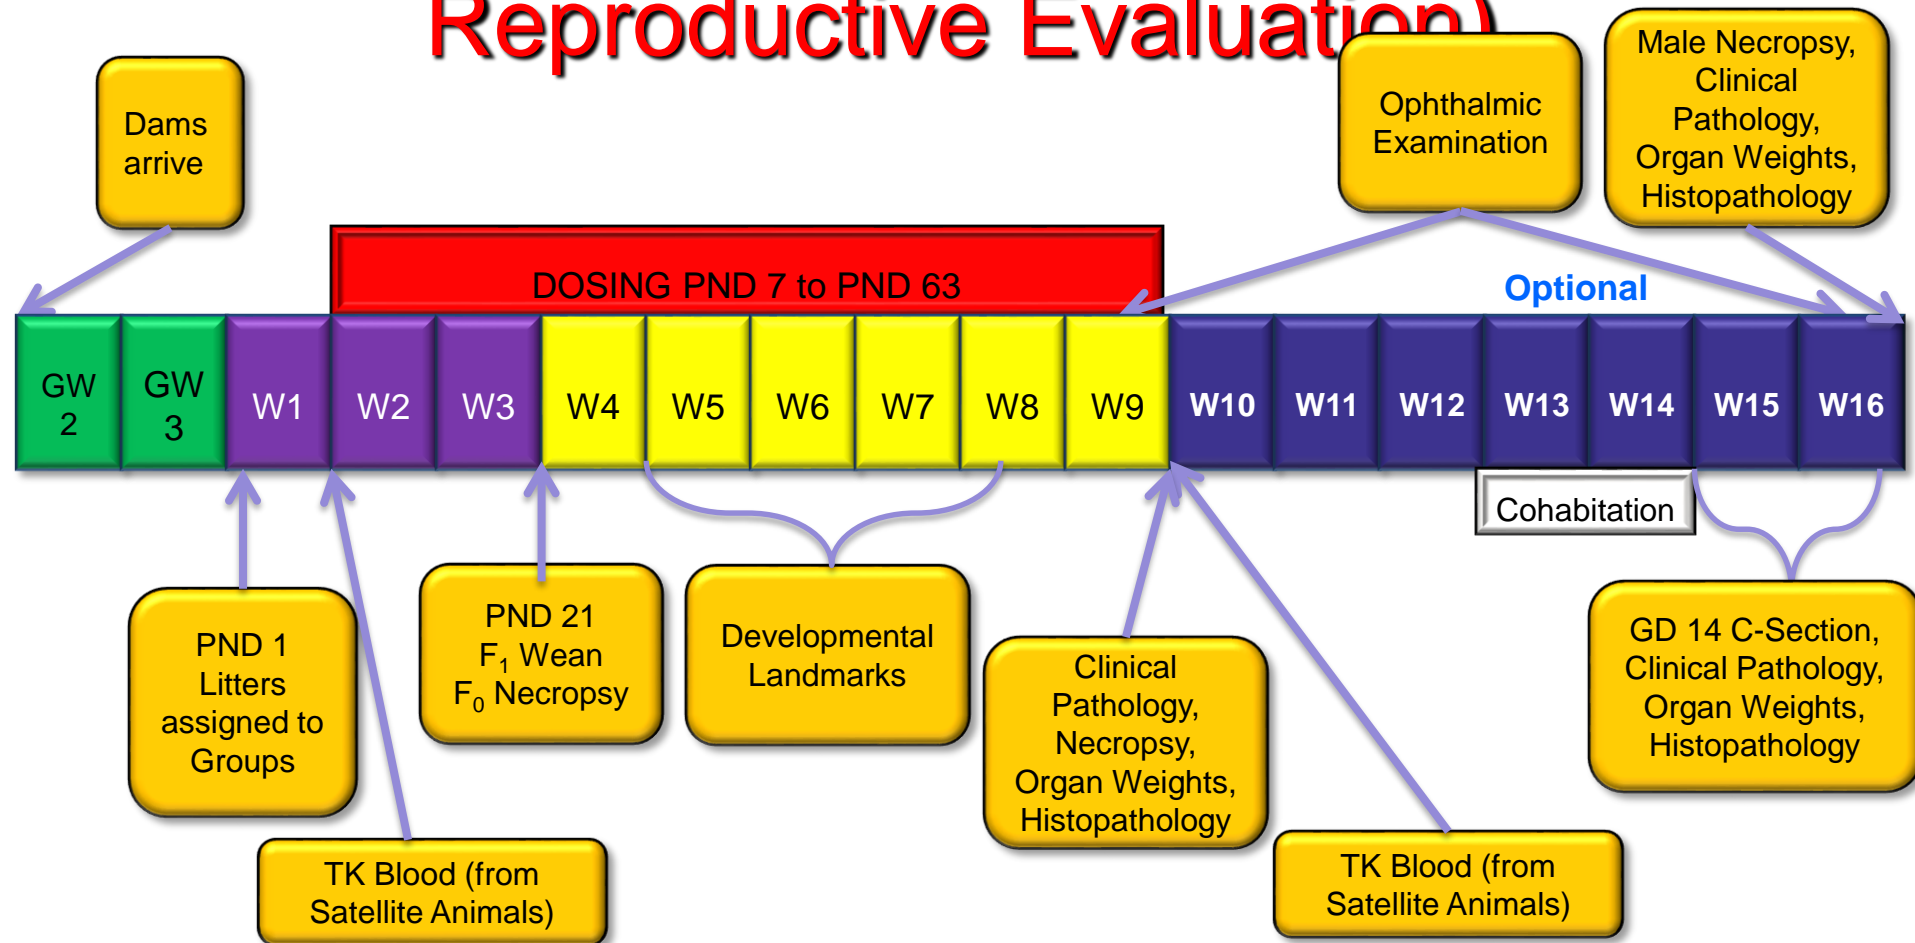 Reproductive Evaluation)
Dams
arrive
Ophthalmic
Examination
Male Necropsy,
Clinical
Pathology,
Organ Weights,
Histopathology
DOSING PND 7 to PND 63
Optional
GW
2
GW
3
W1
W2
W3
W4
W5
W6
W7
W8
W9
W10
W11
W12
W13
W14
W15
W16
Cohabitation
PND 1
Litters
assigned to
Groups
PND 21
F₁ Wean
F₀ Necropsy
Developmental
Landmarks
Clinical
Pathology,
Necropsy,
Organ Weights,
Histopathology
GD 14 C-Section,
Clinical Pathology,
Organ Weights,
Histopathology
TK Blood (from
Satellite Animals)
TK Blood (from
Satellite Animals)